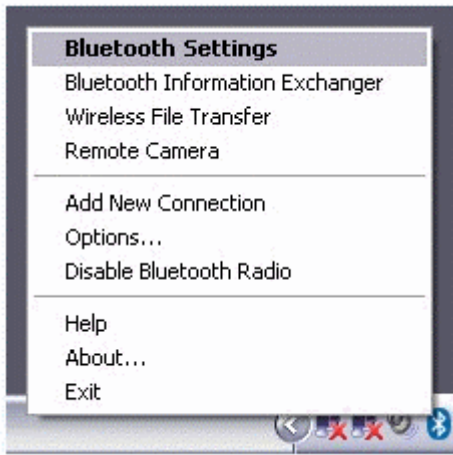 Bluetooth Settings
Bluetooth Information Exchanger
Wireless File Transfer
Remote Camera
Add New Connection
Options...
Disable Bluetooth Radio
Help
About...
Exit